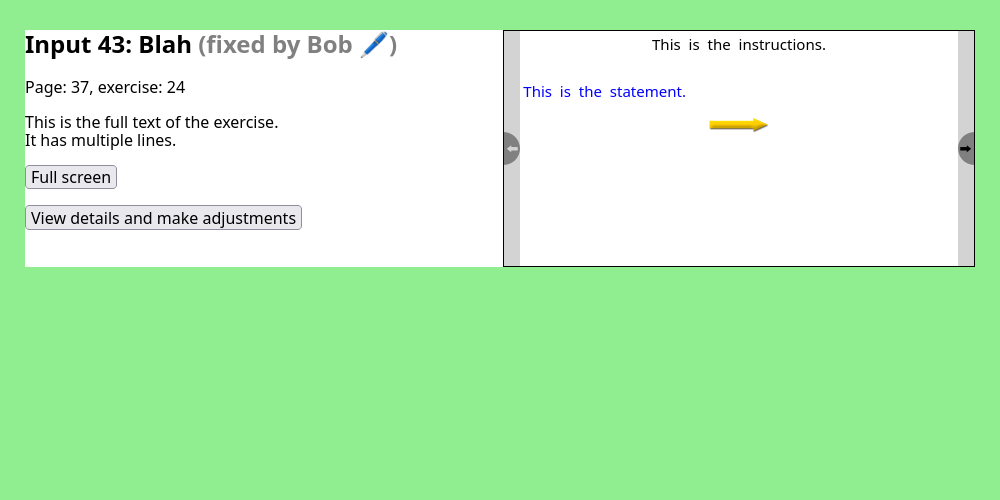 Input 43: Blah (fixed by Bob 🖊️)
Page: 37, exercise: 24
This is the full text of the exercise.
It has multiple lines.
Full screen
View details and make adjustments
This is the instructions.
This is the statement.